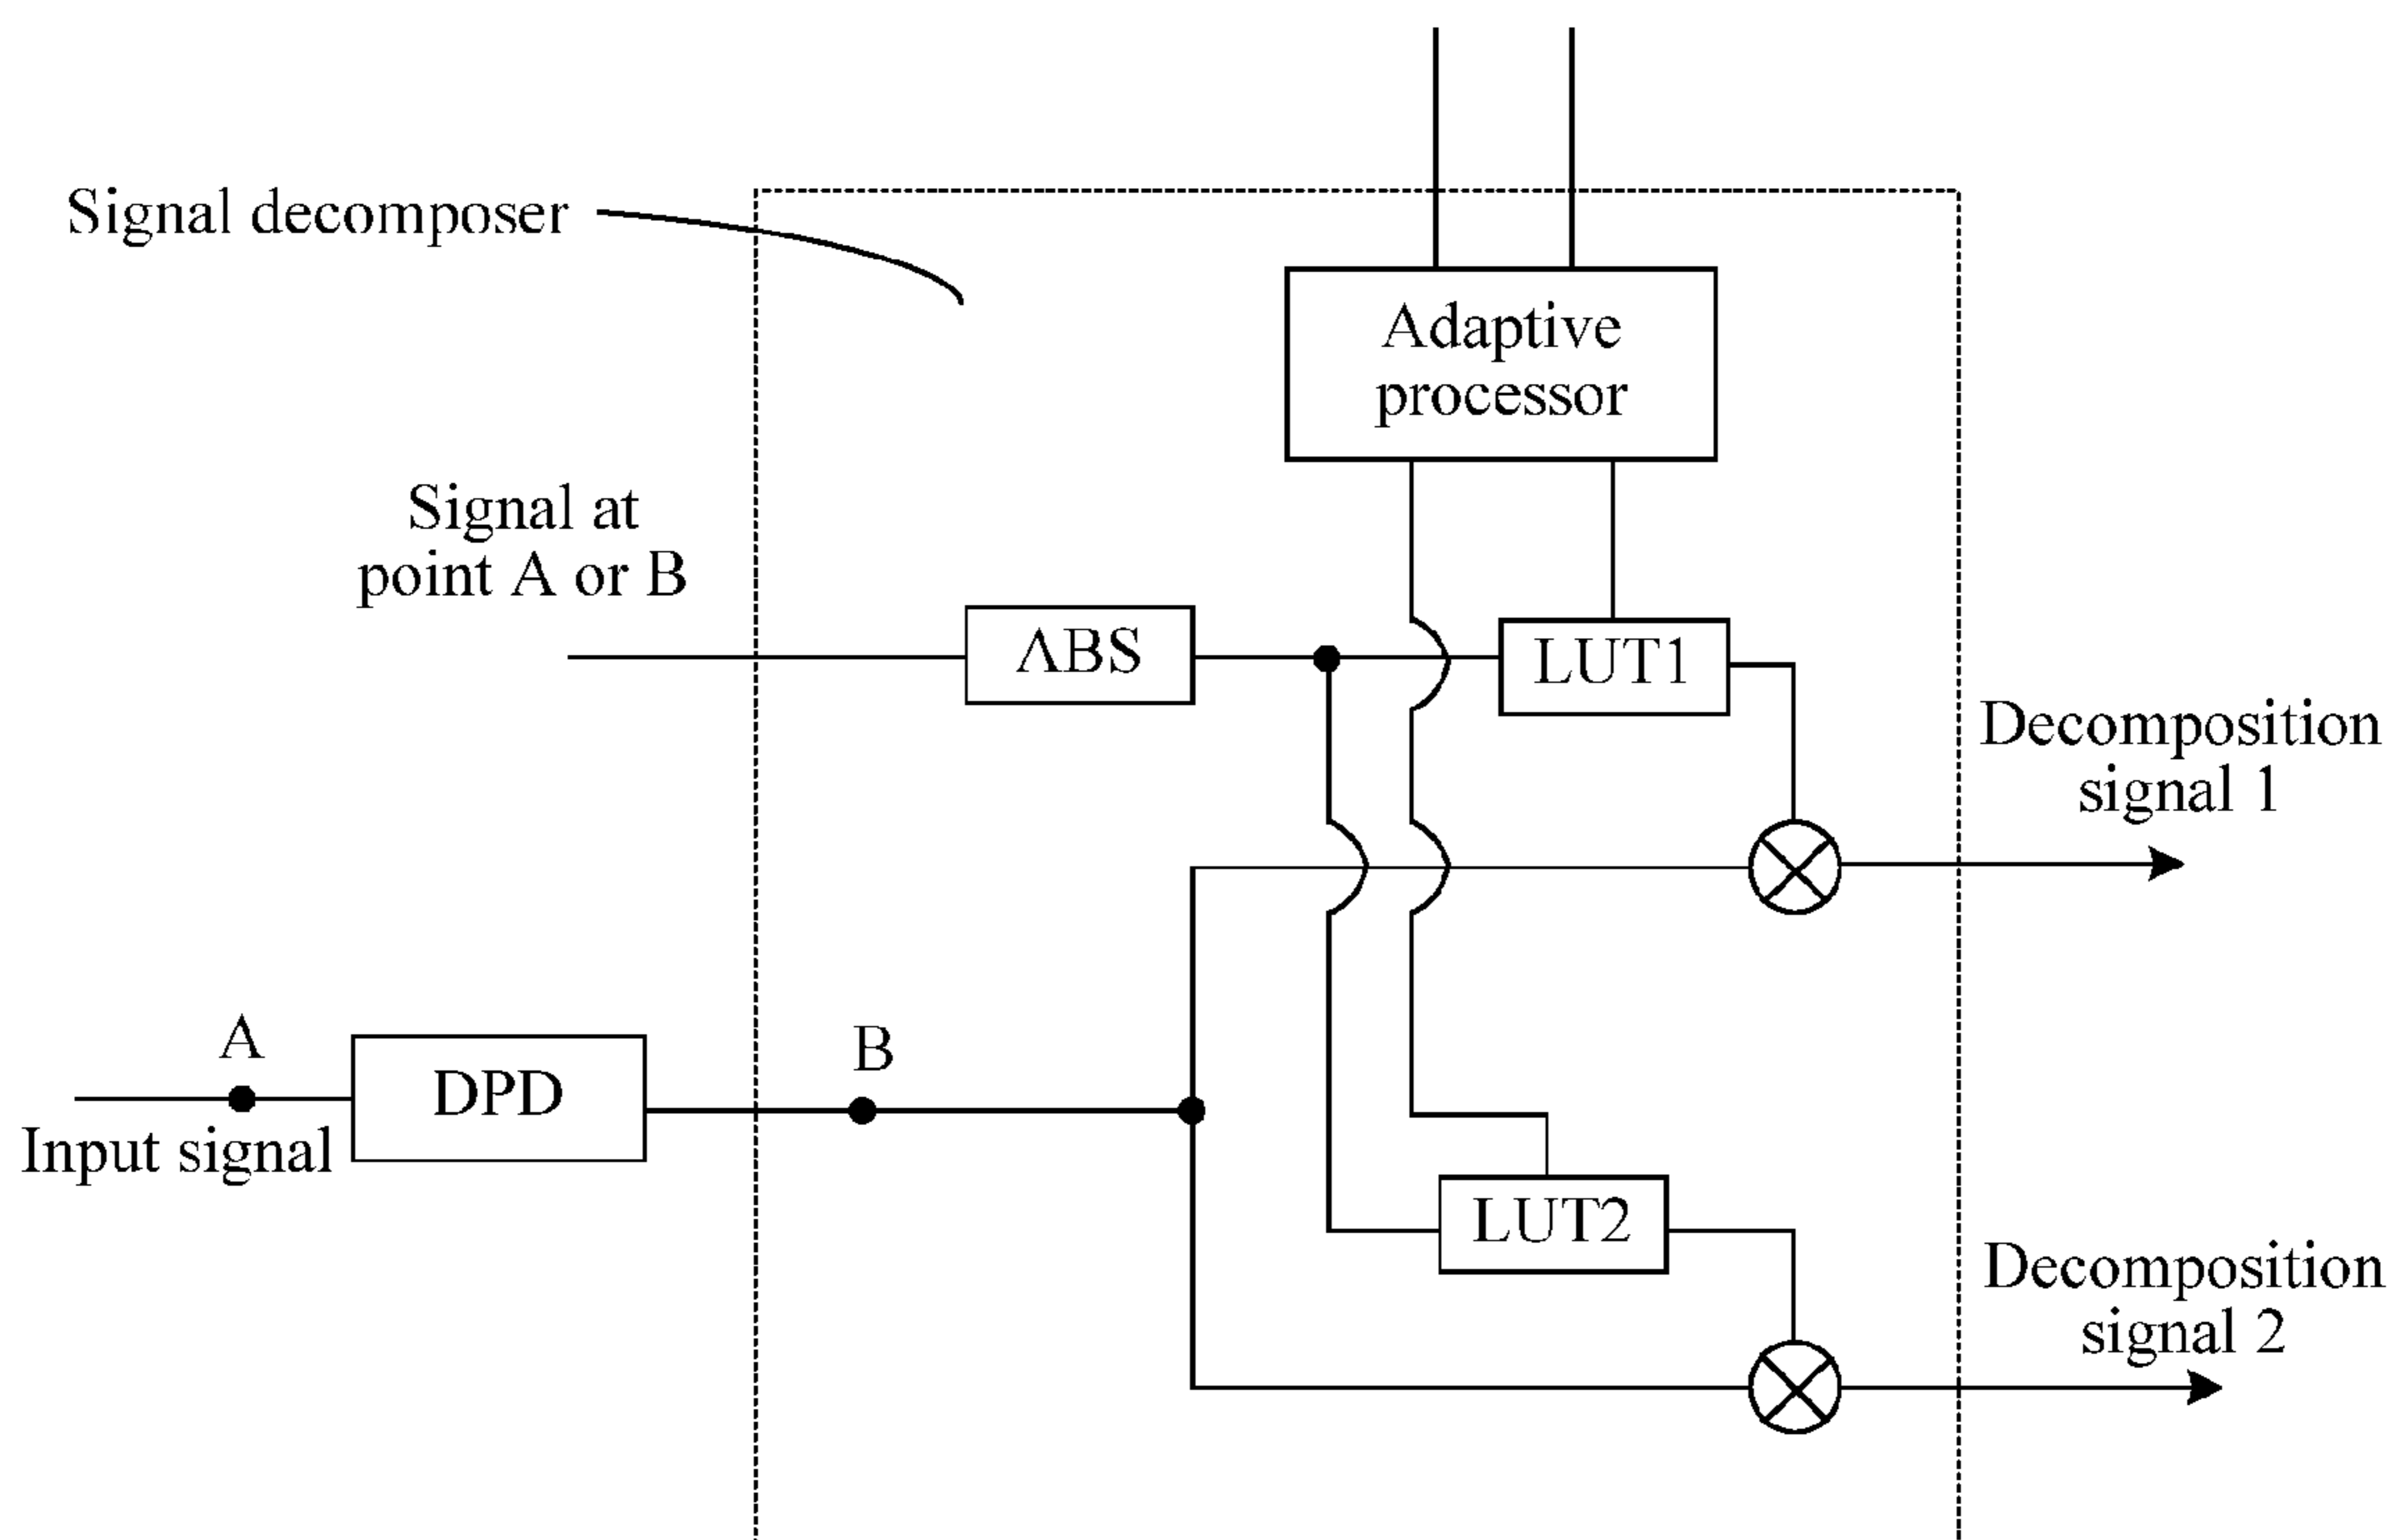 Signal decomposer
Adaptive
processor
Signal at
point A or B
ABS
LUT1
Decomposition
signal 1
A
DPD
B
Input signal
LUT2
Decomposition
signal 2